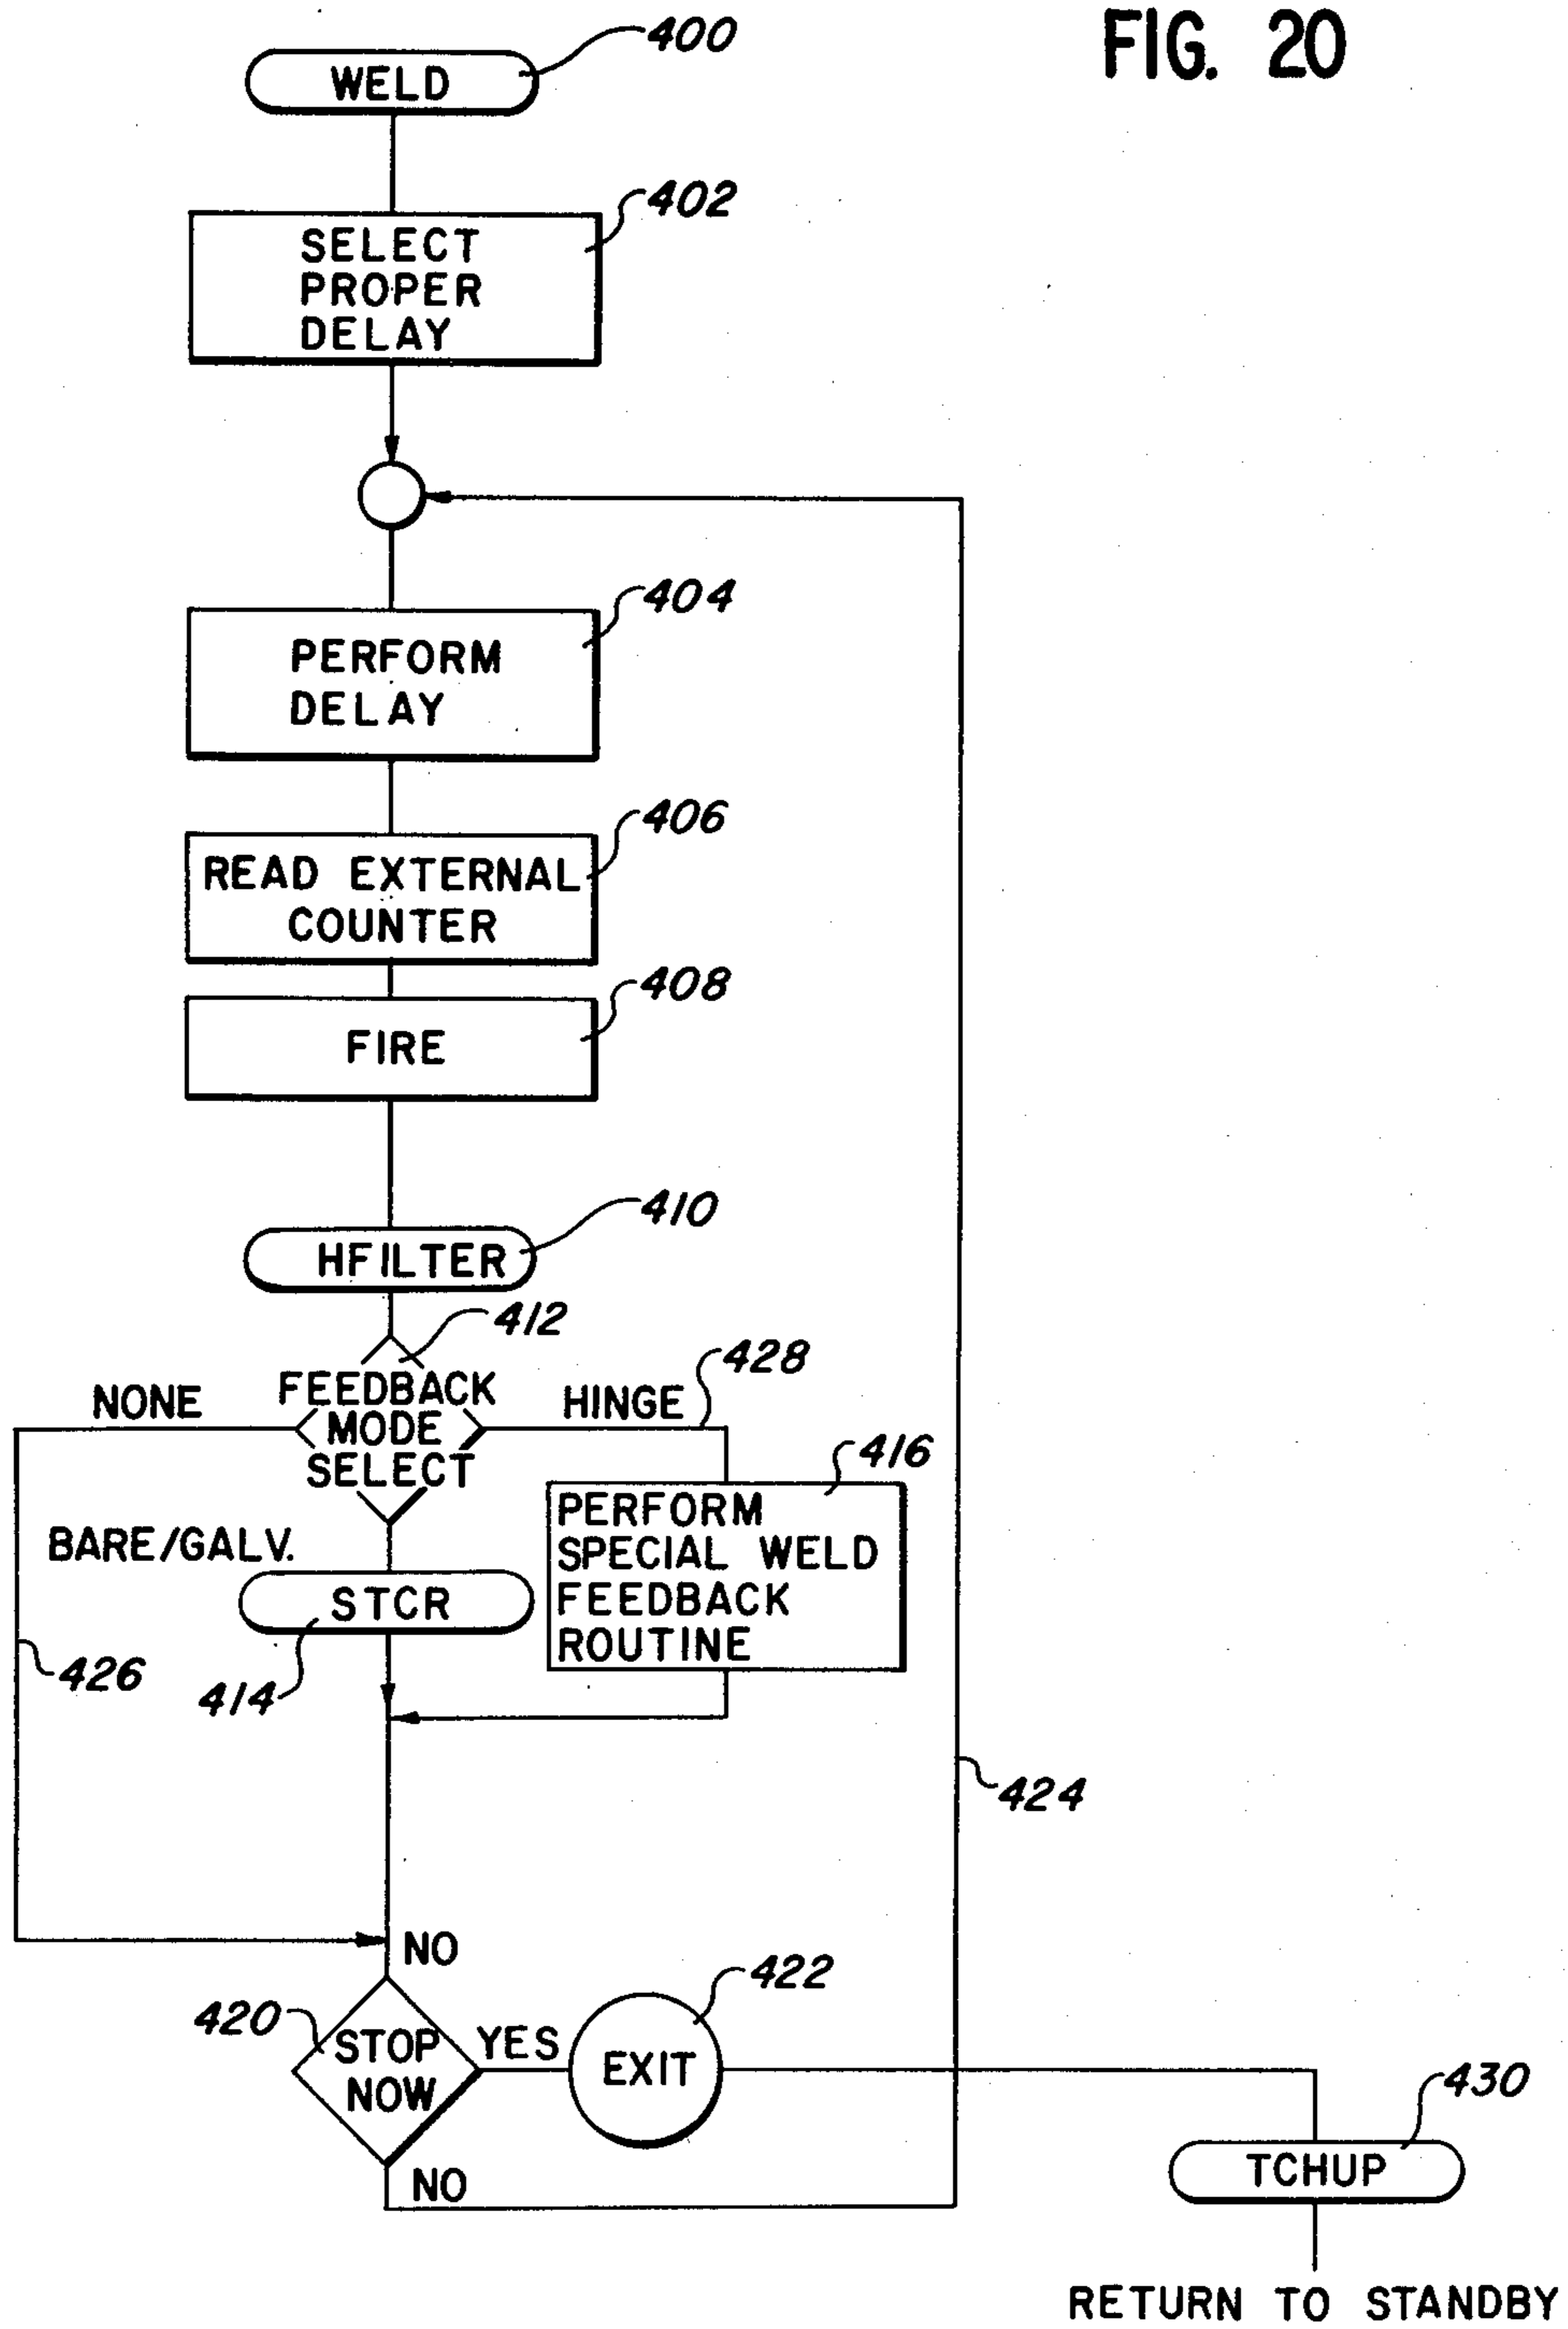 FIG. 20
400
WELD
402
SELECT
PROPER
DELAY
404
PERFORM
DELAY
406
READ EXTERNAL
COUNTER
408
FIRE
410
HFILTER
412
FEEDBACK
MODE
SELECT
NONE
HINGE
428
416
PERFORM
SPECIAL WELD
FEEDBACK
ROUTINE
BARE/GALV.
STCR
414
426
424
NO
420
STOP
NOW
YES
422
EXIT
NO
430
TCHUP
RETURN TO STANDBY